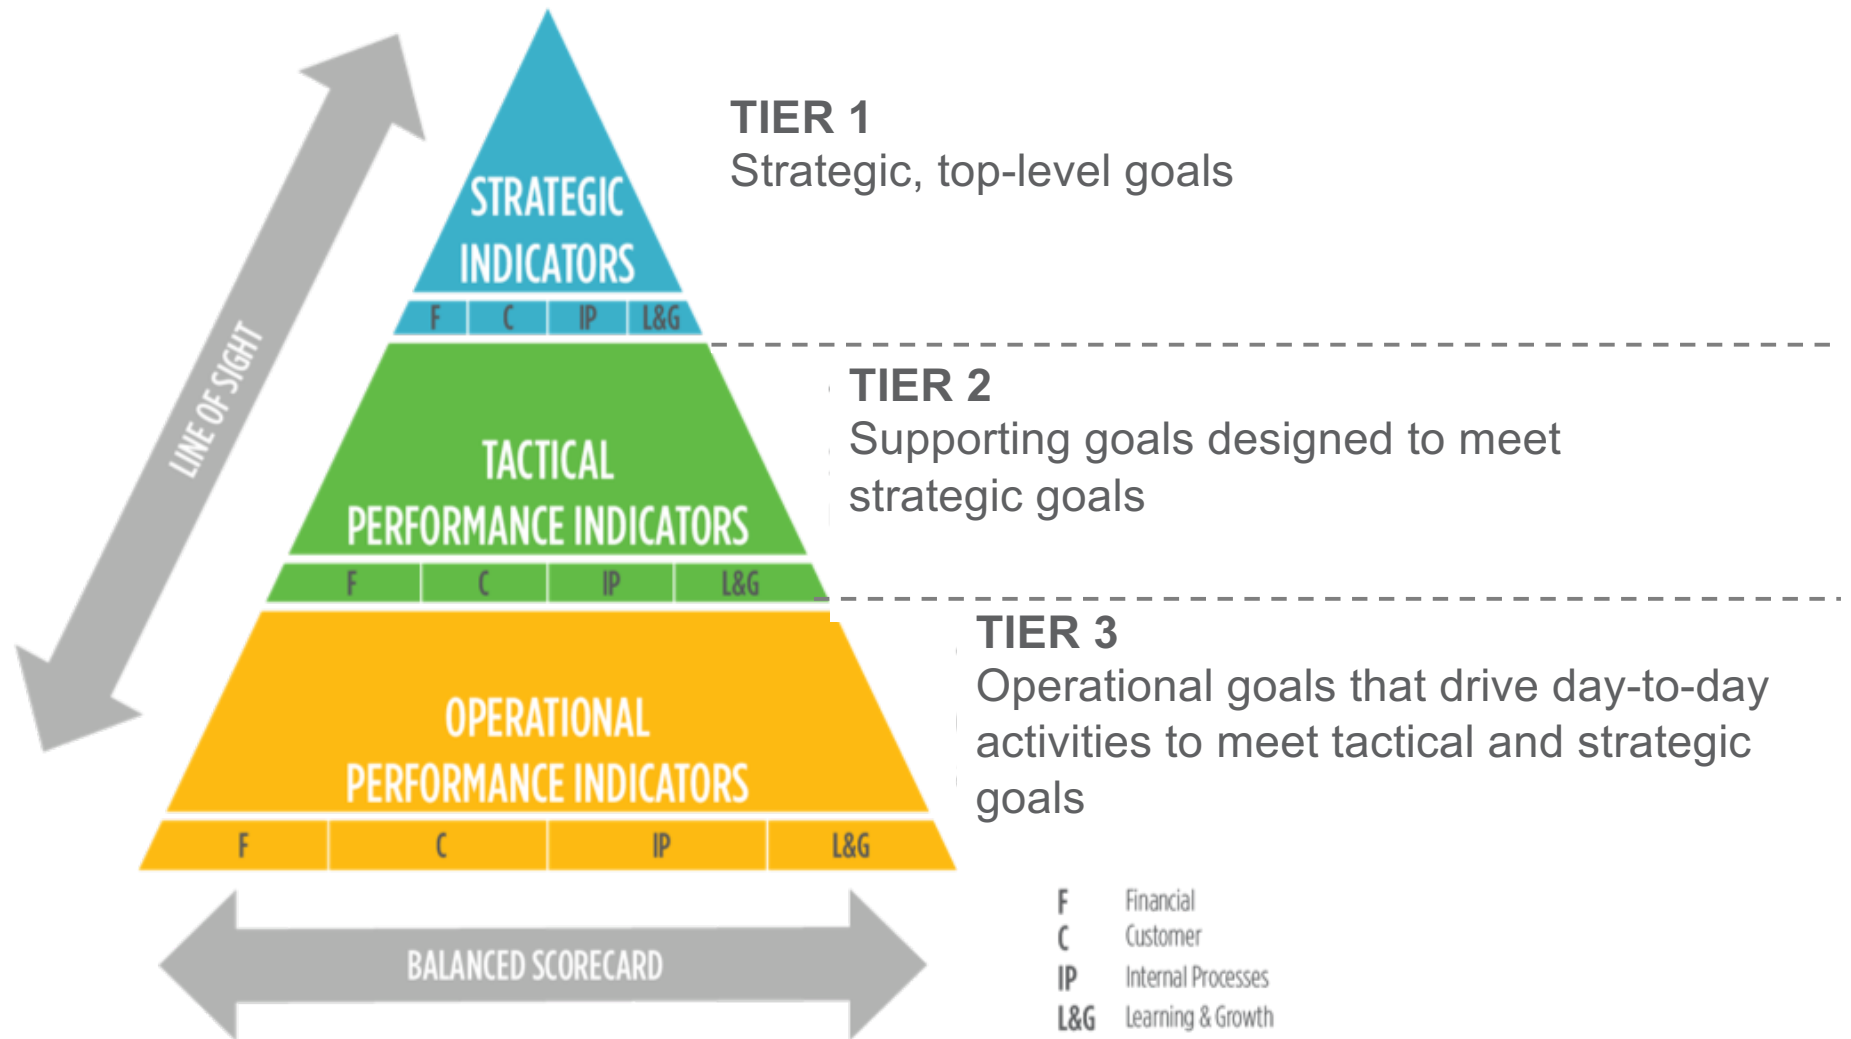 TIER 1
Strategic, top-level goals
STRATEGIC
INDICATORS
F C IP L&G
LINE OF SIGHT
TIER 2
Supporting goals designed to meet
strategic goals
TACTICAL
PERFORMANCE INDICATORS
F C IP L&G
TIER 3
Operational goals that drive day-to-day
activities to meet tactical and strategic
goals
OPERATIONAL
PERFORMANCE INDICATORS
F C IP L&G
BALANCED SCORECARD
F Financial
C Customer
IP Internal Processes
L&G Learning & Growth